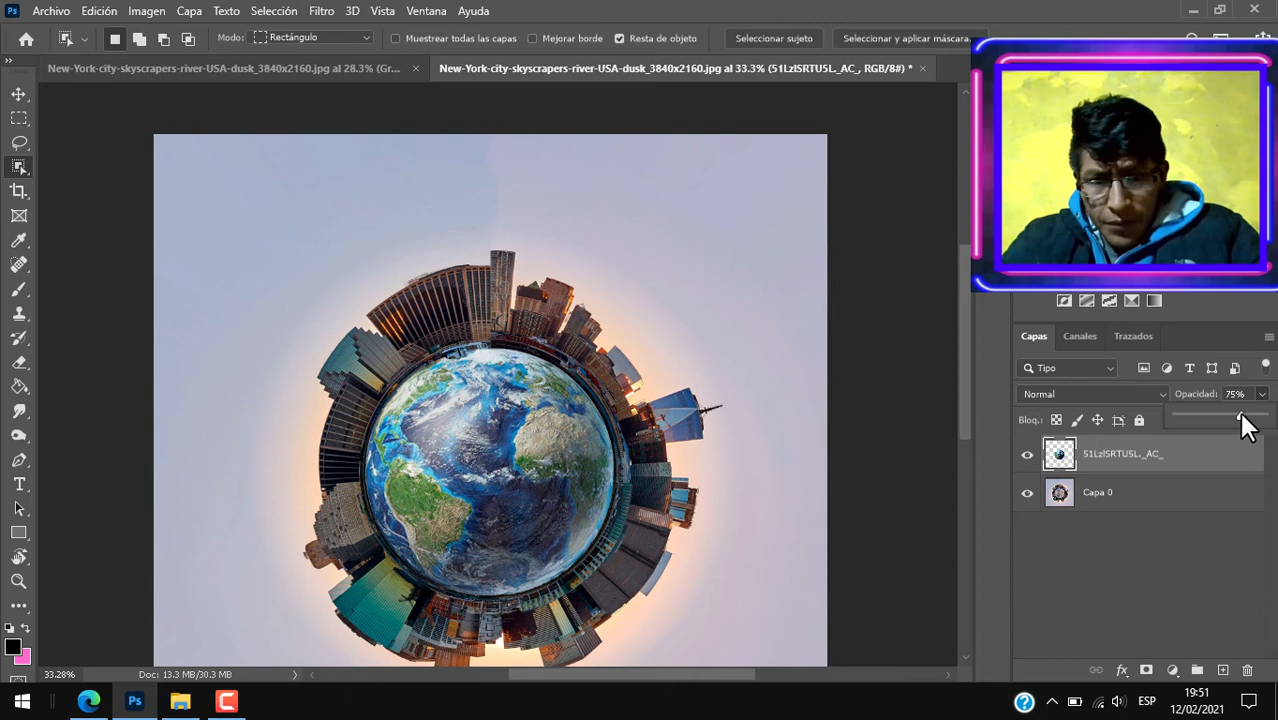 Ps Archivo Edición Imagen Capa Texto Selección Filtro 3D Vista Ventana Ayuda
Modo: Rectángulo Muestrear todas las capas Mejorar borde Resta de objeto Seleccionar sujeto Seleccionar y aplicar máscara...
New-York-city-skyscrapers-river-USA-dusk_3840x2160.jpg al 28.3% (Gr... × New-York-city-skyscrapers-river-USA-dusk_3840x2160.jpg al 33.3% (51LzlSRTU5L._AC_, RGB/8#) * ×
Capas Canales Trazados
Tipo
Normal Opacidad: 75%
Bloq.:
51LzlSRTU5L._AC_
Capa 0
33.28% Doc: 13.3 MB/30.3 MB
Ps ESP 19:51
12/02/2021